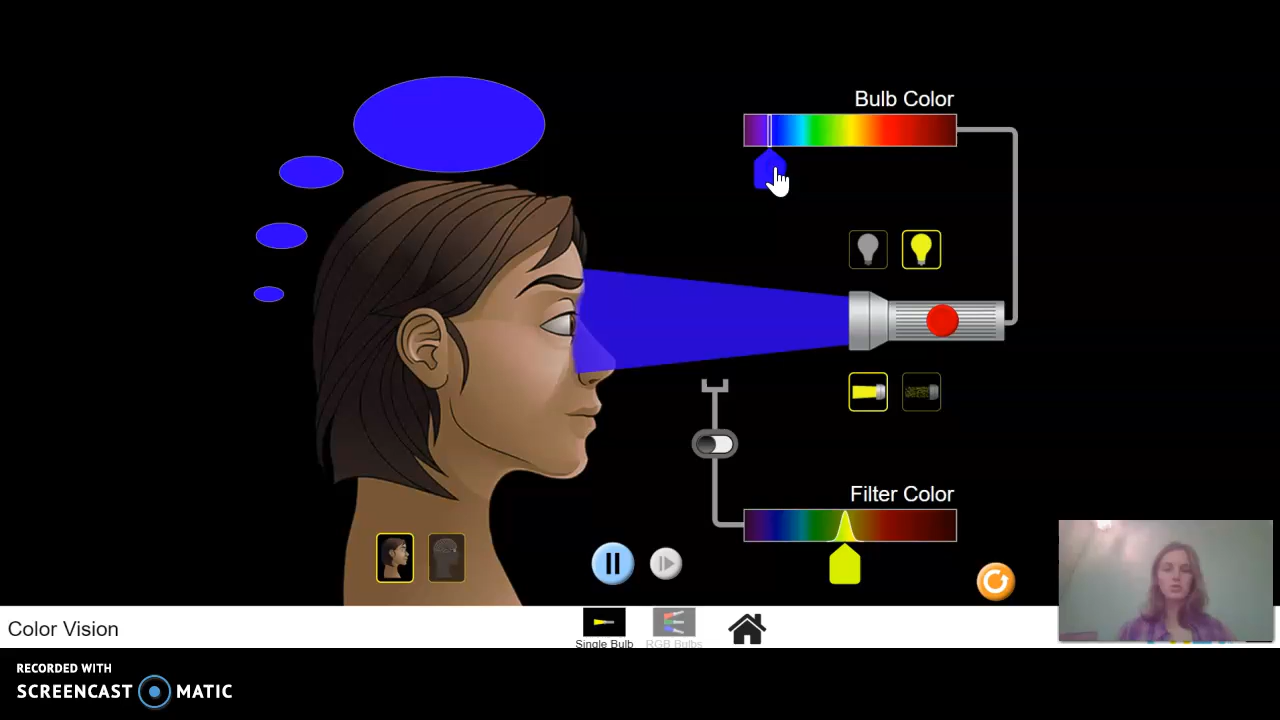 Bulb Color
Filter Color
Color Vision
Single Bulb
RGB Bulbs
RECORDED WITH
SCREENCAST MATIC